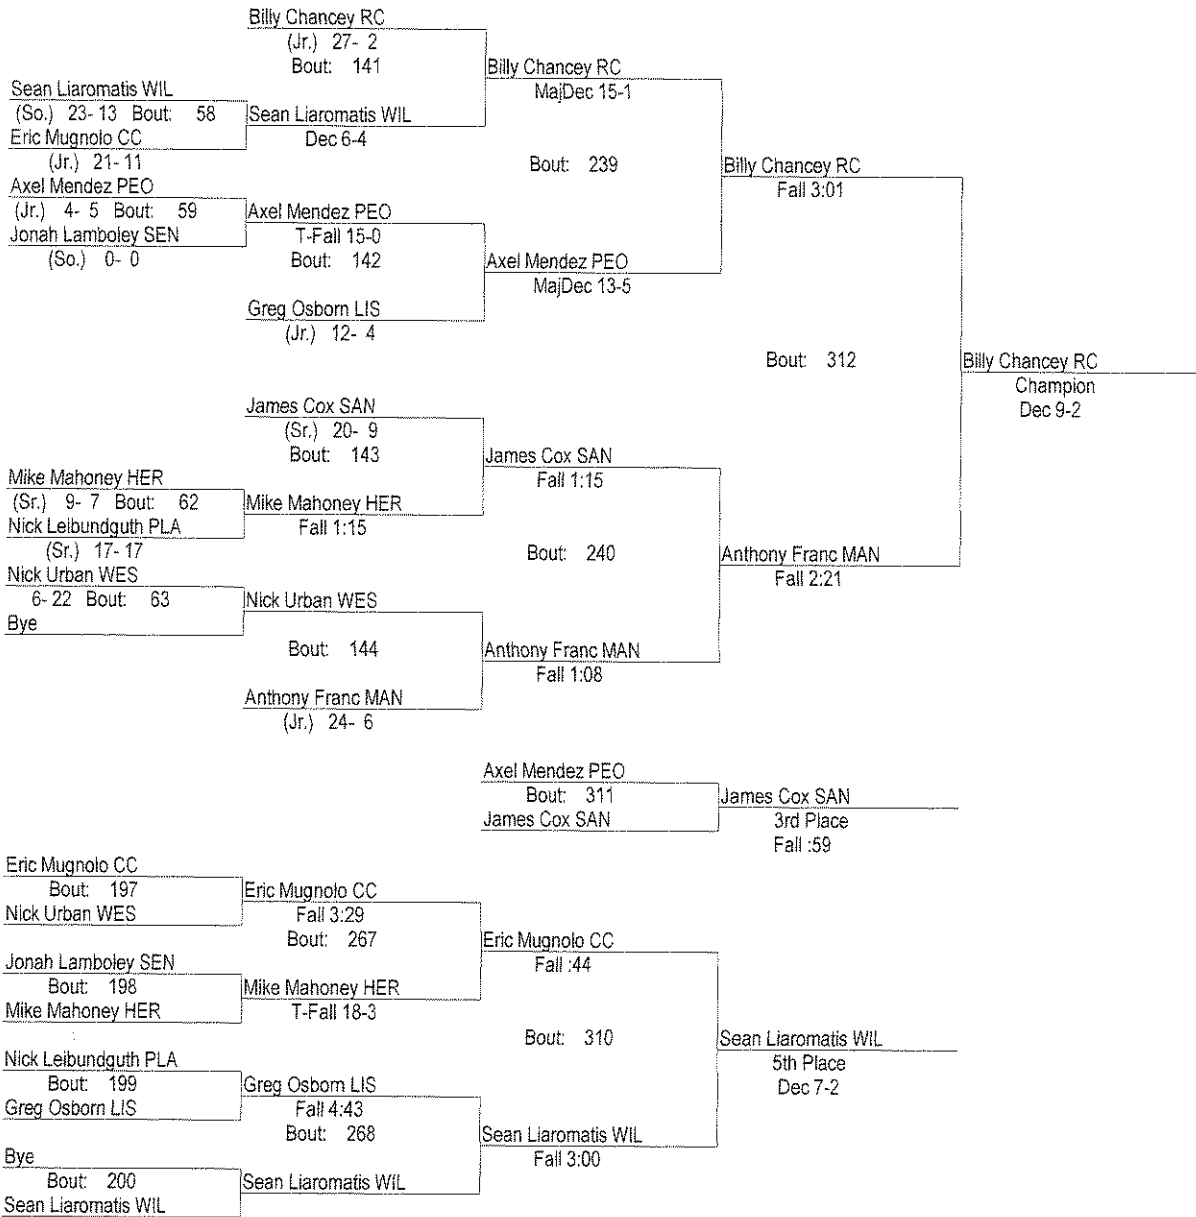 Billy Chancey RC
(Jr.) 27- 2
Bout: 141
Billy Chancey RC
MajDec 15-1
Sean Liaromatis WIL
(So.) 23- 13 Bout: 58
Sean Liaromatis WIL
Dec 6-4
Eric Mugnolo CC
(Jr.) 21- 11
Bout: 239
Billy Chancey RC
Fall 3:01
Axel Mendez PEO
(Jr.) 4- 5 Bout: 59
Axel Mendez PEO
T-Fall 15-0
Bout: 142
Jonah Lamboley SEN
(So.) 0- 0
Axel Mendez PEO
MajDec 13-5
Greg Osborn LIS
(Jr.) 12- 4
Bout: 312
Billy Chancey RC
Champion
Dec 9-2
James Cox SAN
(Sr.) 20- 9
Bout: 143
James Cox SAN
Fall 1:15
Mike Mahoney HER
(Sr.) 9- 7 Bout: 62
Mike Mahoney HER
Fall 1:15
Nick Leibundguth PLA
(Sr.) 17- 17
Bout: 240
Anthony Franc MAN
Fall 2:21
Nick Urban WES
6- 22 Bout: 63
Nick Urban WES
Bye
Bout: 144
Anthony Franc MAN
Fall 1:08
Anthony Franc MAN
(Jr.) 24- 6
Axel Mendez PEO
Bout: 311
James Cox SAN
James Cox SAN
3rd Place
Fall :59
Eric Mugnolo CC
Bout: 197
Nick Urban WES
Eric Mugnolo CC
Fall 3:29
Bout: 267
Eric Mugnolo CC
Fall :44
Jonah Lamboley SEN
Bout: 198
Mike Mahoney HER
Mike Mahoney HER
T-Fall 18-3
Bout: 310
Sean Liaromatis WIL
5th Place
Dec 7-2
Nick Leibundguth PLA
Bout: 199
Greg Osborn LIS
Greg Osborn LIS
Fall 4:43
Bout: 268
Sean Liaromatis WIL
Fall 3:00
Bye
Bout: 200
Sean Liaromatis WIL
Sean Liaromatis WIL